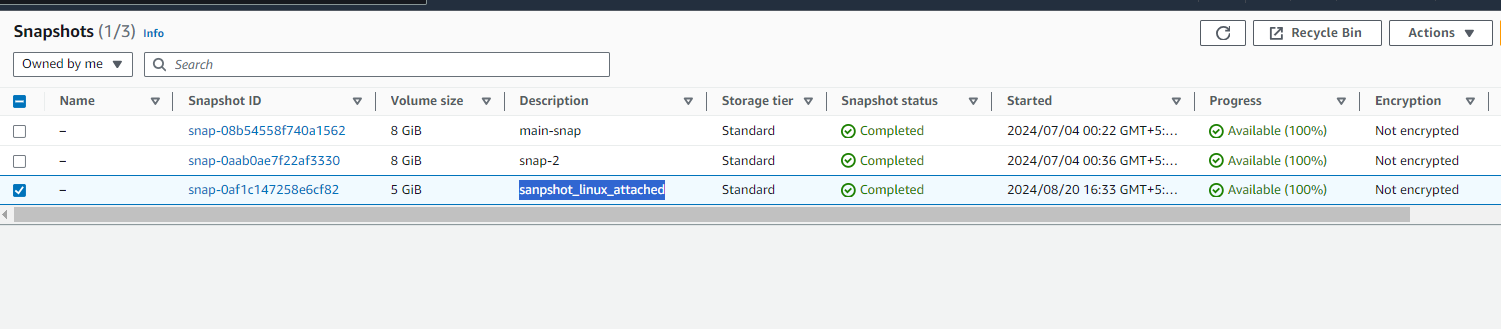 Snapshots (1/3) Info
Recycle Bin Actions
Owned by me Search
Name Snapshot ID Volume size Description Storage tier Snapshot status Started Progress Encryption
– snap-08b54558f740a1562 8 GiB main-snap Standard Completed 2024/07/04 00:22 GMT+5:... Available (100%) Not encrypted
– snap-0aab0ae7f22af3330 8 GiB snap-2 Standard Completed 2024/07/04 00:36 GMT+5:... Available (100%) Not encrypted
– snap-0af1c147258e6cf82 5 GiB sanpshot_linux_attached Standard Completed 2024/08/20 16:33 GMT+5:... Available (100%) Not encrypted